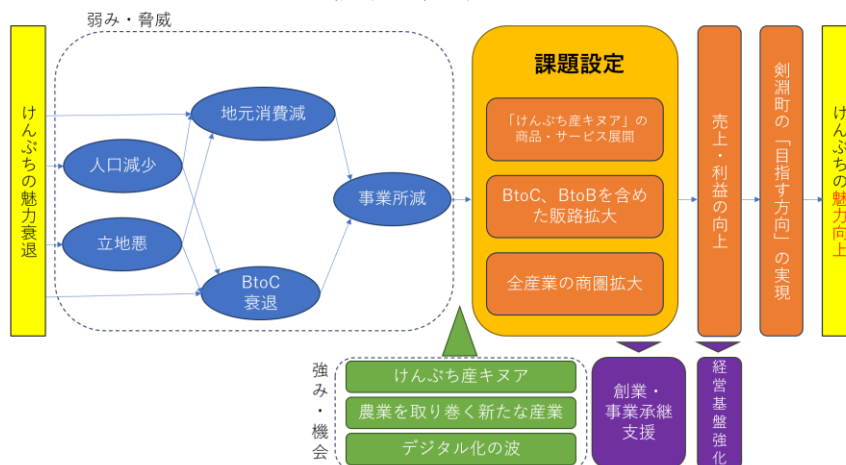 弱み・脅威
けんぶちの魅力衰退
地元消費減
人口減少
事業所減
立地悪
BtoC
衰退
課題設定
「けんぶち産キヌア」の
商品・サービス展開
BtoC、BtoBを含め
た販路拡大
全産業の商圏拡大
売上・利益の向上
剣淵町の「目指す方向」の実現
けんぶちの魅力向上
強み・機会
けんぶち産キヌア
農業を取り巻く新たな産業
デジタル化の波
創業・
事業承継
支援
経営基盤強化